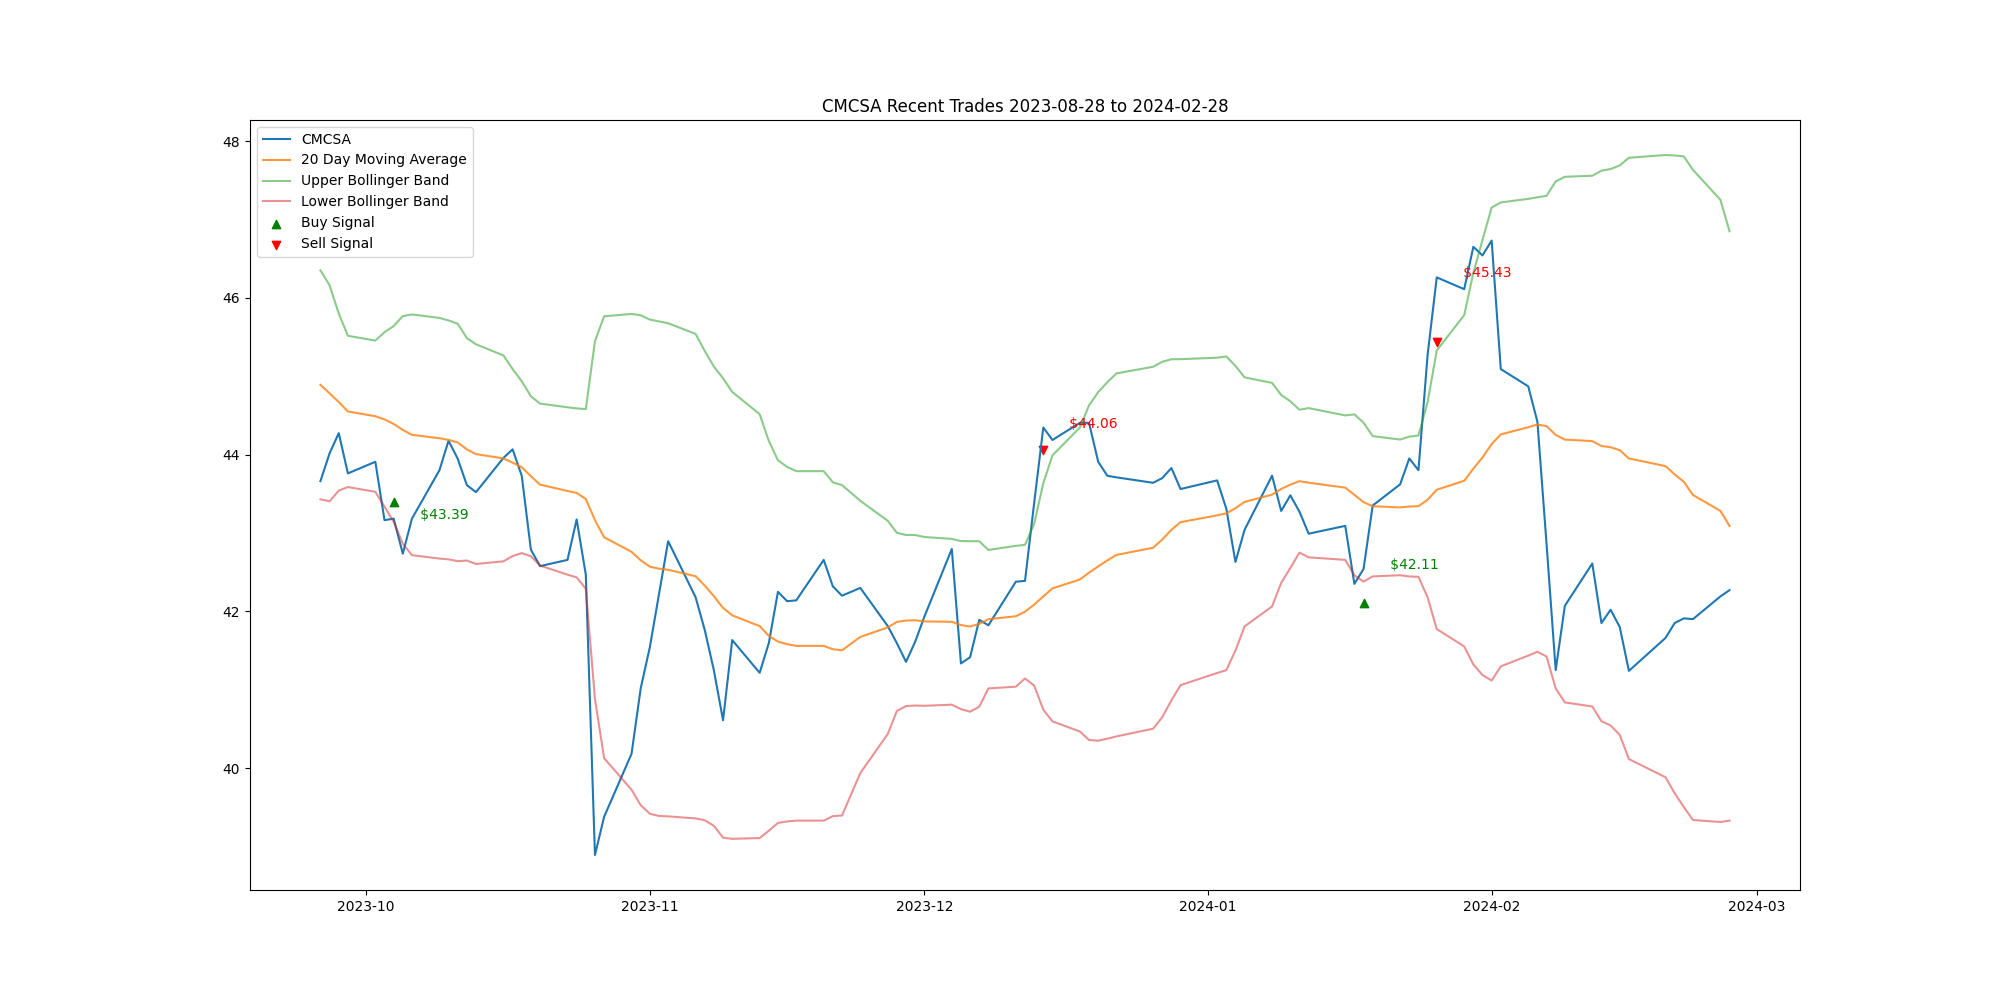 CMCSA Recent Trades 2023-08-28 to 2024-02-28
CMCSA
20 Day Moving Average
Upper Bollinger Band
Lower Bollinger Band
Buy Signal
Sell Signal
48
46
44
42
40
$45.43
$44.06
$43.39
$42.11
2023-10
2023-11
2023-12
2024-01
2024-02
2024-03